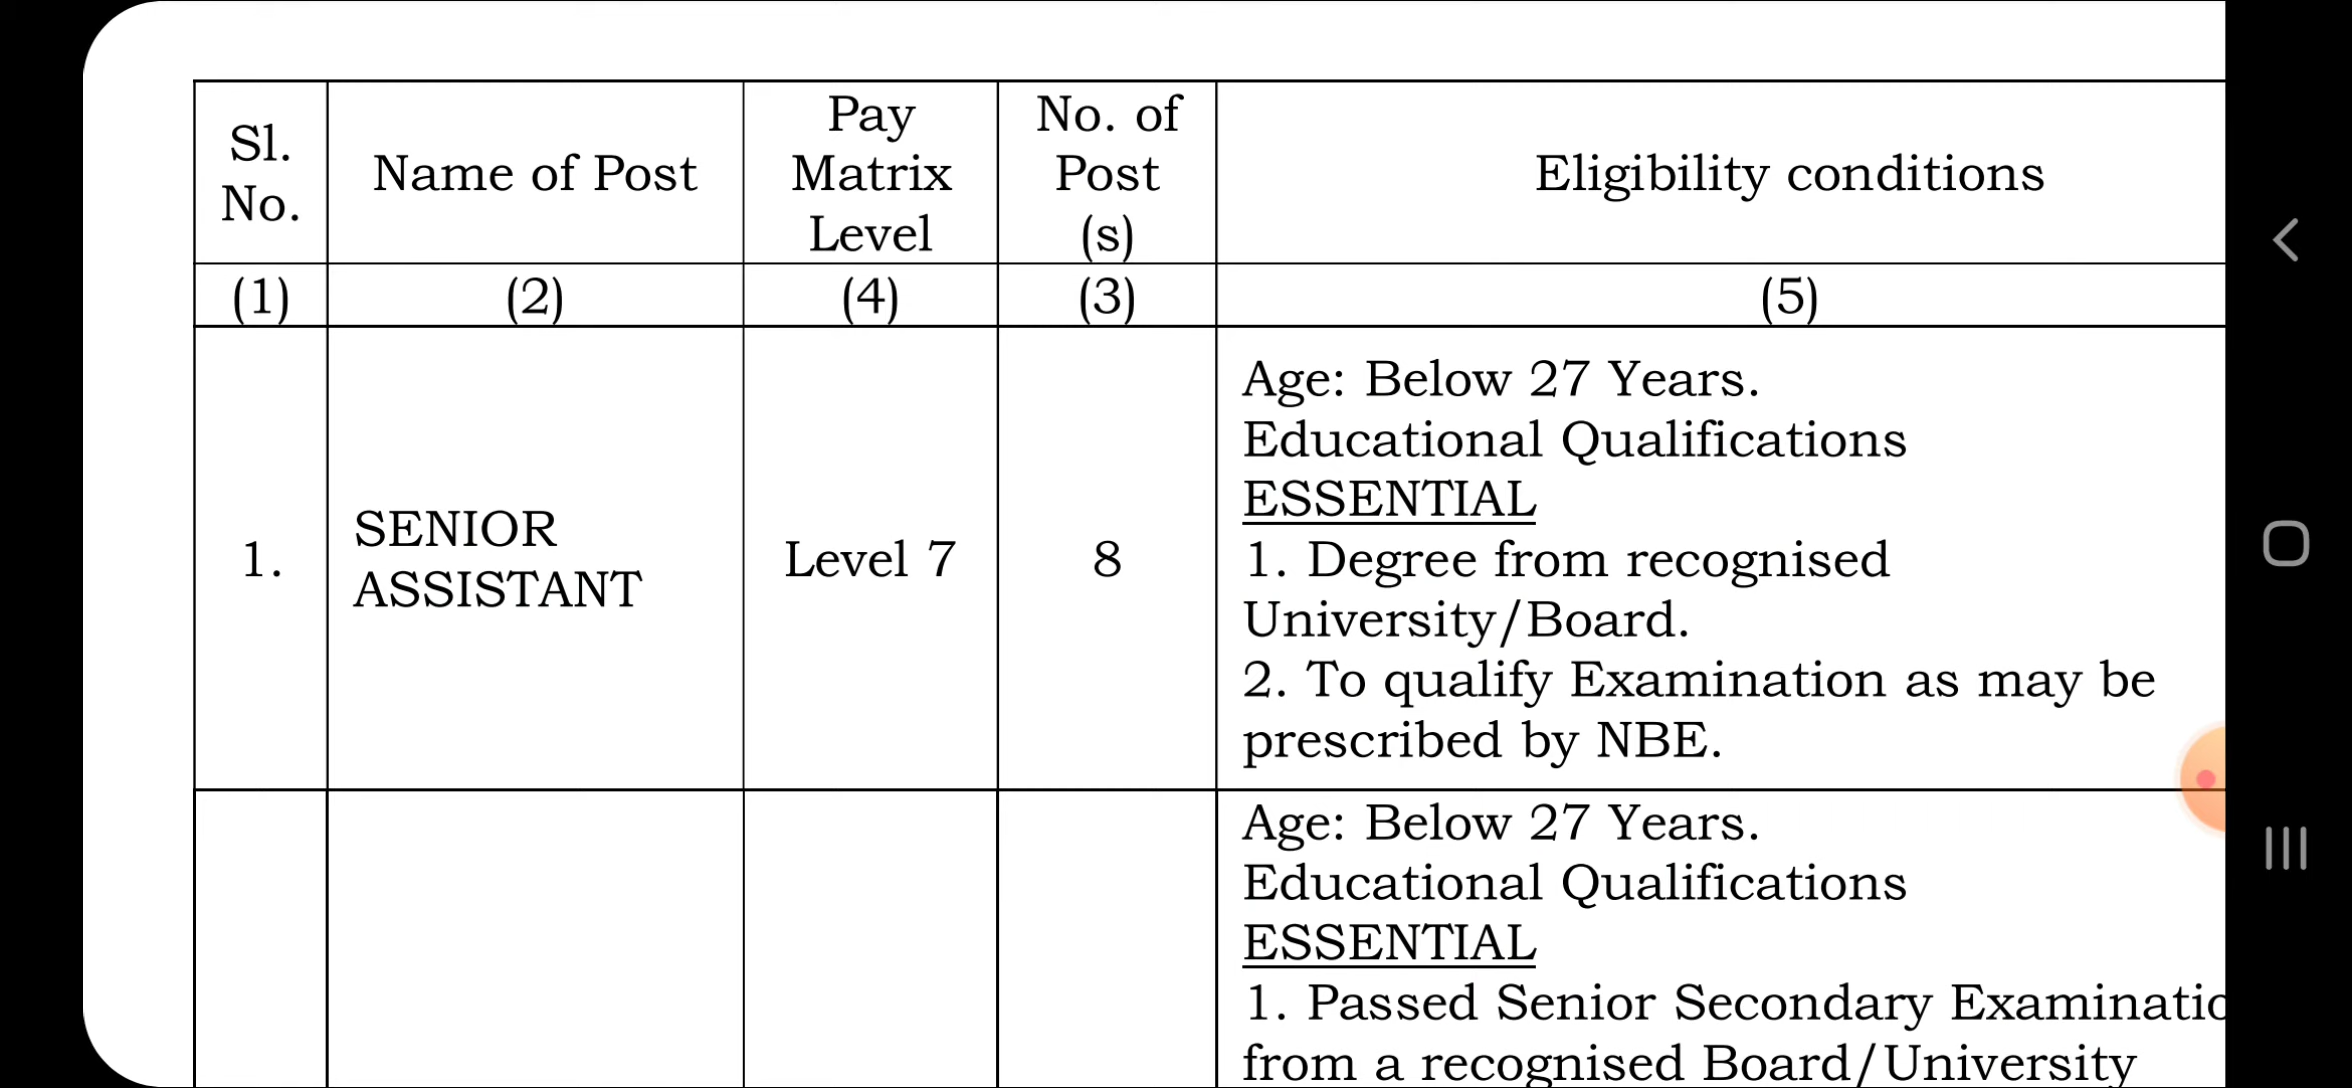 Sl.
No.
Name of Post
Pay
Matrix
Level
No. of
Post
(s)
Eligibility conditions
(1)
(2)
(4)
(3)
(5)
1.
SENIOR
ASSISTANT
Level 7
8
Age: Below 27 Years.
Educational Qualifications
ESSENTIAL
1. Degree from recognised
University/Board.
2. To qualify Examination as may be
prescribed by NBE.
Age: Below 27 Years.
Educational Qualifications
ESSENTIAL
1. Passed Senior Secondary Examinatio
from a recognised Board/University